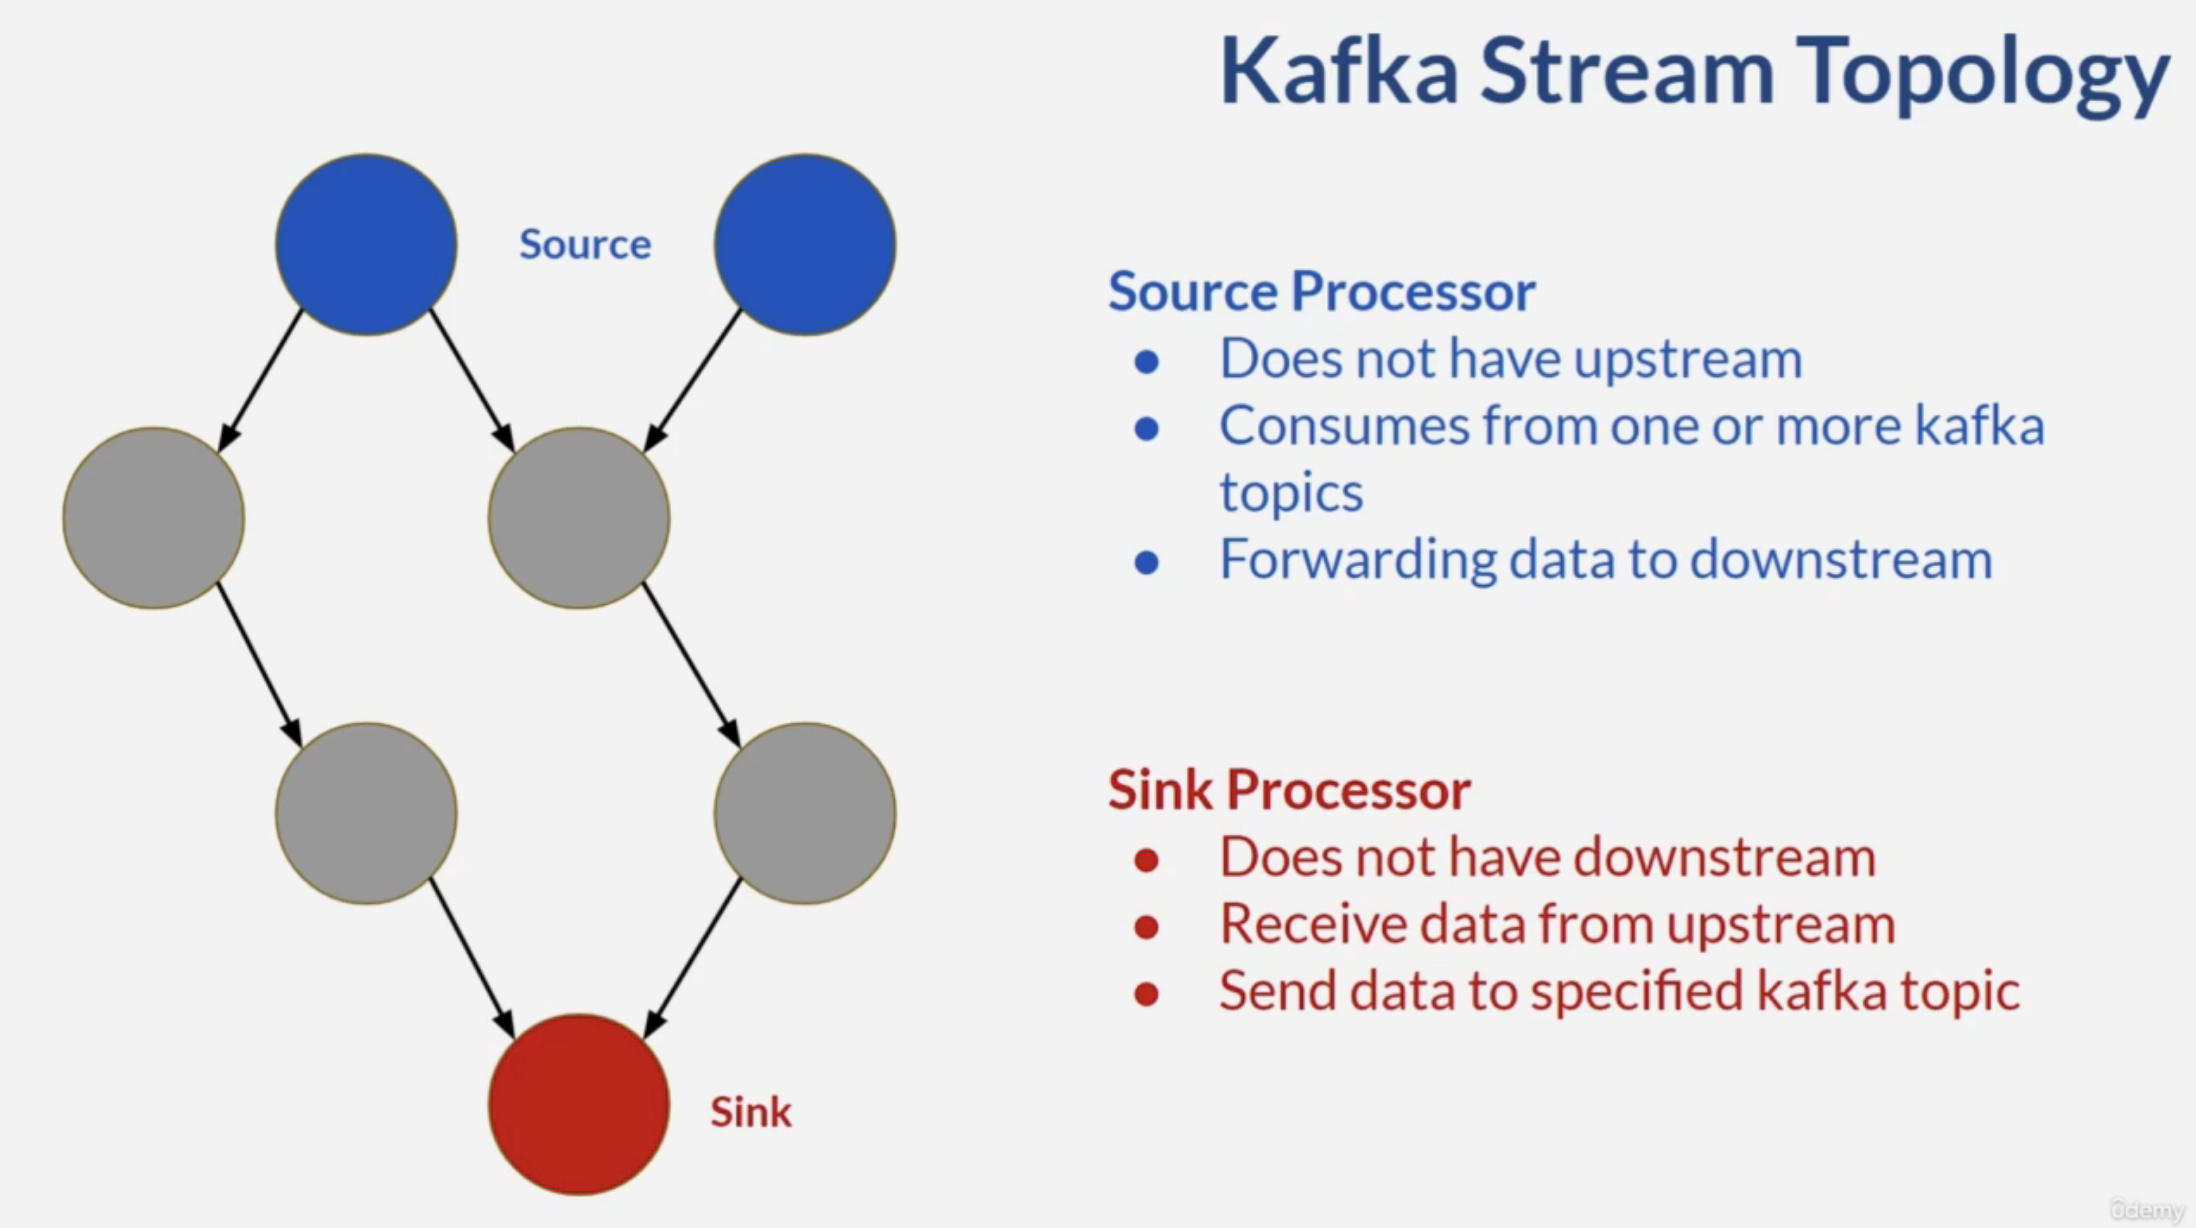 Kafka Stream Topology
Source
Source Processor
● Does not have upstream
● Consumes from one or more kafka
topics
● Forwarding data to downstream
Sink Processor
● Does not have downstream
● Receive data from upstream
● Send data to specified kafka topic
Sink
ûdemy